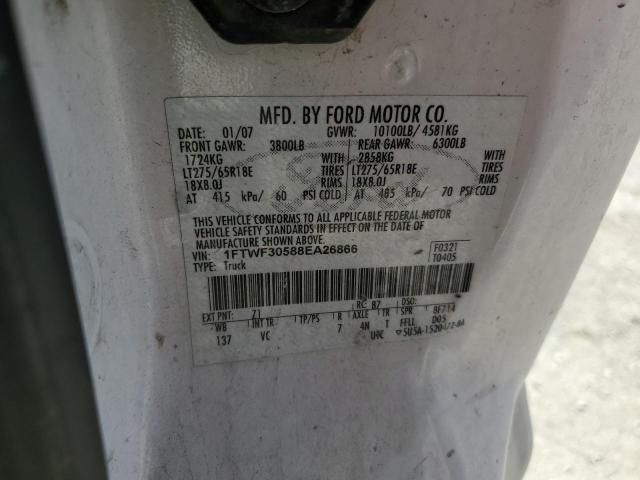 MFD. BY FORD MOTOR CO.
DATE: 01/07 GVWR: 10100LB/ 4581KG
FRONT GAWR: 3800LB REAR GAWR: 6300LB
1724KG WITH 2858KG WITH
LT275/65R18E TIRES LT275/65R18E TIRES
18X8.0J RIMS 18X8.0J RIMS
AT 415 kPa/ 60 PSI COLD AT 485 kPa/ 70 PSI COLD
THIS VEHICLE CONFORMS TO ALL APPLICABLE FEDERAL MOTOR
VEHICLE SAFETY STANDARDS IN EFFECT ON THE DATE OF
MANUFACTURE SHOWN ABOVE.
VIN: 1FTWF30588EA26866 F0321
TYPE: Truck T0405
EXT PNT: Z1 RC: 87 DSO:
WB INT TR TP/PS R AXLE TR SPR 8F714
137 VC 7 4N T FFLL D05
UTC